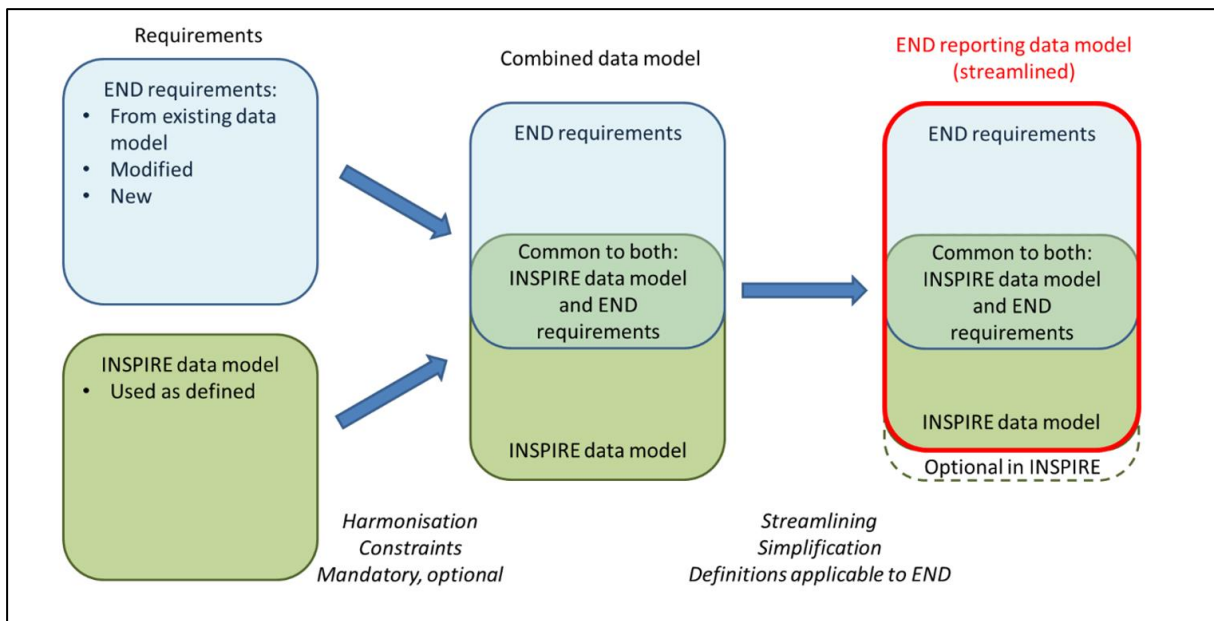 Requirements
END requirements:
• From existing data
model
• Modified
• New
INSPIRE data model
• Used as defined
Harmonisation
Constraints
Mandatory, optional
Combined data model
END requirements
Common to both:
INSPIRE data model
and END
requirements
INSPIRE data model
Streamlining
Simplification
Definitions applicable to END
END reporting data model
(streamlined)
END requirements
Common to both:
INSPIRE data model
and END
requirements
INSPIRE data model
Optional in INSPIRE